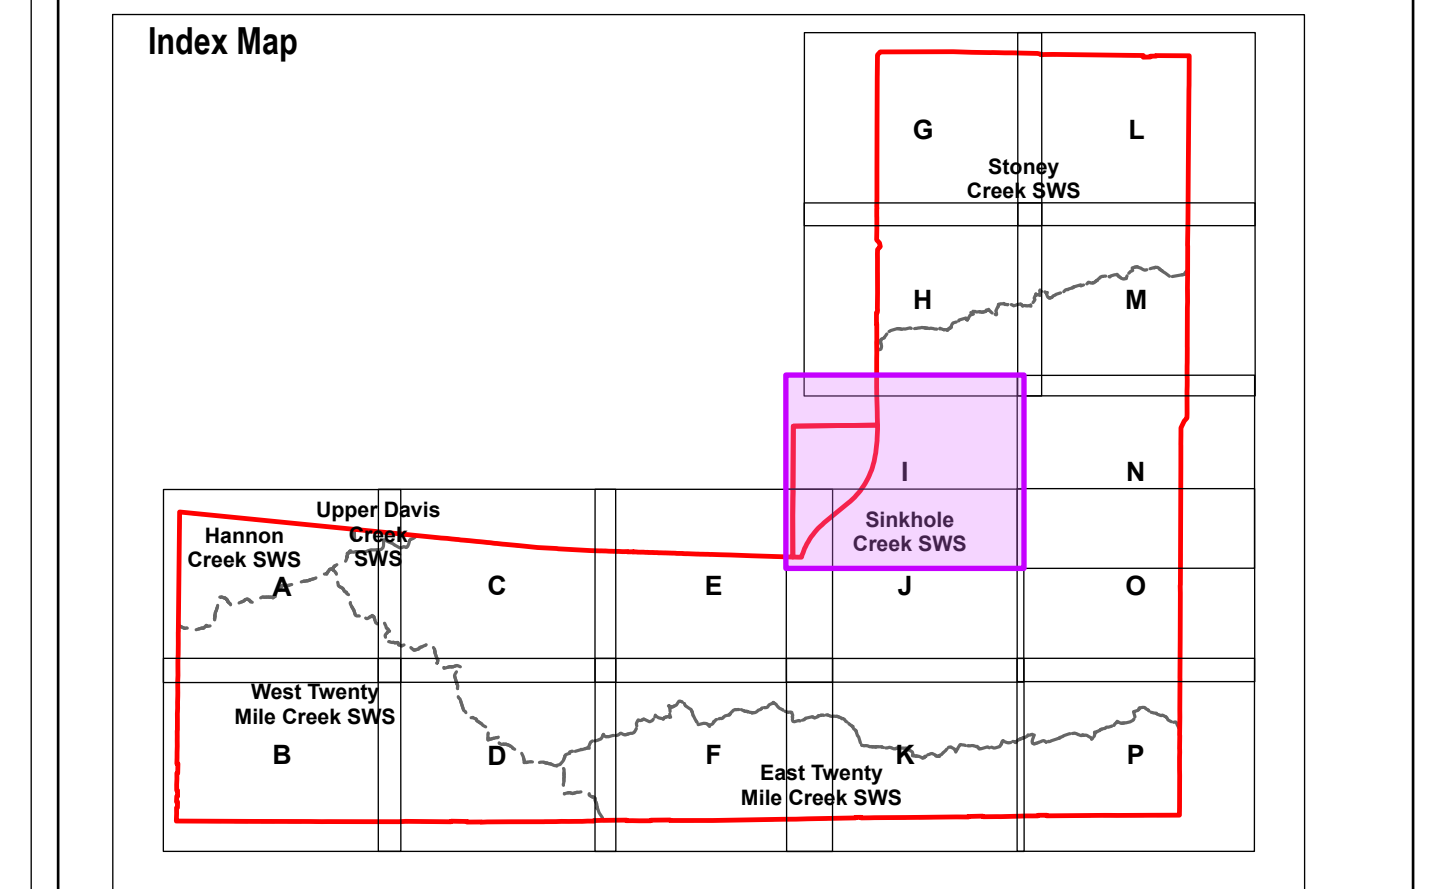 Index Map
G
L
Stoney
Creek SWS
H
M
I
N
Sinkhole
Creek SWS
Upper Davis
Creek
SWS
Hannon
Creek SWS
A
C
E
J
O
West Twenty
Mile Creek SWS
B
D
F
K
P
East Twenty
Mile Creek SWS